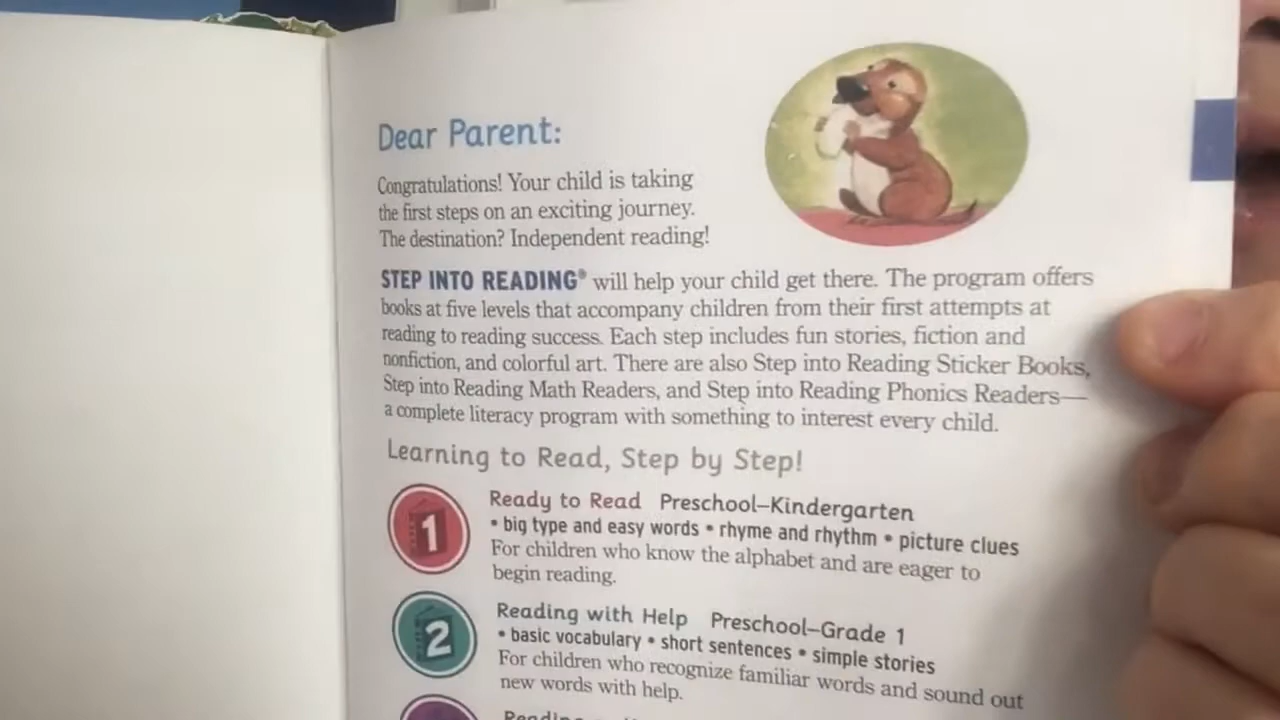 Dear Parent:
Congratulations! Your child is taking
the first steps on an exciting journey.
The destination? Independent reading!
STEP INTO READING® will help your child get there. The program offers
books at five levels that accompany children from their first attempts at
reading to reading success. Each step includes fun stories, fiction and
nonfiction, and colorful art. There are also Step into Reading Sticker Books,
Step into Reading Math Readers, and Step into Reading Phonics Readers—
a complete literacy program with something to interest every child.
Learning to Read, Step by Step!
1
Ready to Read Preschool–Kindergarten
• big type and easy words • rhyme and rhythm • picture clues
For children who know the alphabet and are eager to
begin reading.
2
Reading with Help Preschool–Grade 1
• basic vocabulary • short sentences • simple stories
For children who recognize familiar words and sound out
new words with help.
Reading